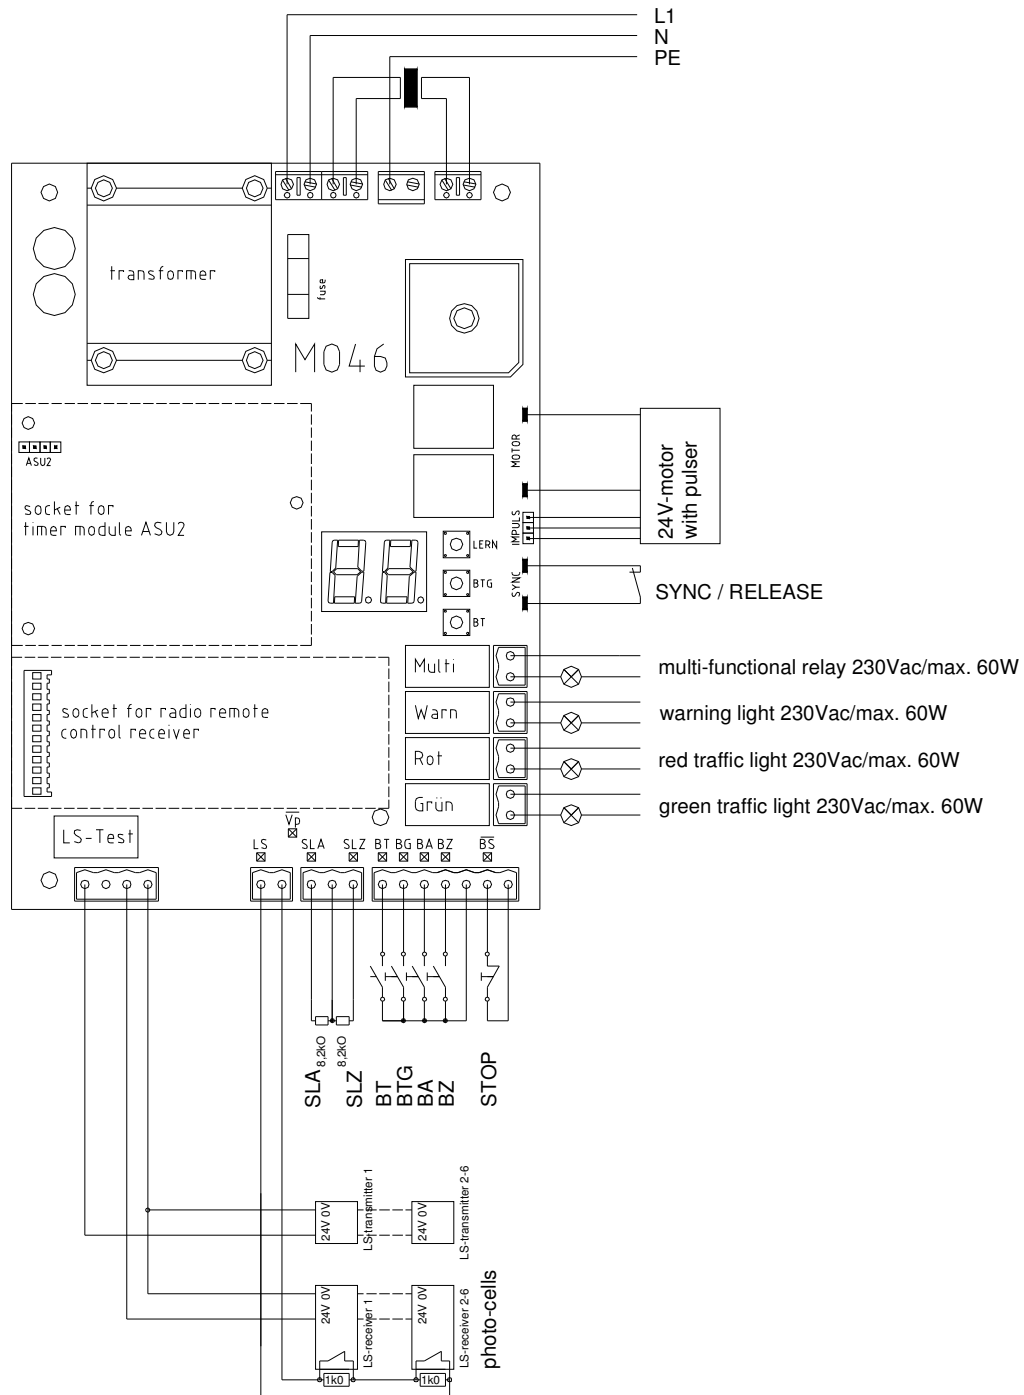 L1
N
PE
transformer
fuse
M046
MOTOR
24V-motor
with pulser
ASU2
socket for
timer module ASU2
IMPULS
LERN
BTG
BT
SYNC
SYNC / RELEASE
Multi
multi-functional relay 230Vac/max. 60W
Warn
warning light 230Vac/max. 60W
socket for radio remote
control receiver
Rot
red traffic light 230Vac/max. 60W
Grün
green traffic light 230Vac/max. 60W
LS-Test
Vp
LS
SLA
SLZ
BT
BG
BA
BZ
BS
SLA
8,2kO
8,2kO
SLZ
BT
BTG
BA
BZ
STOP
24V 0V
LS-transmitter 1
24V 0V
LS-transmitter 2-6
24V 0V
LS-receiver 1
24V 0V
LS-receiver 2-6
photo-cells
1k0
1k0